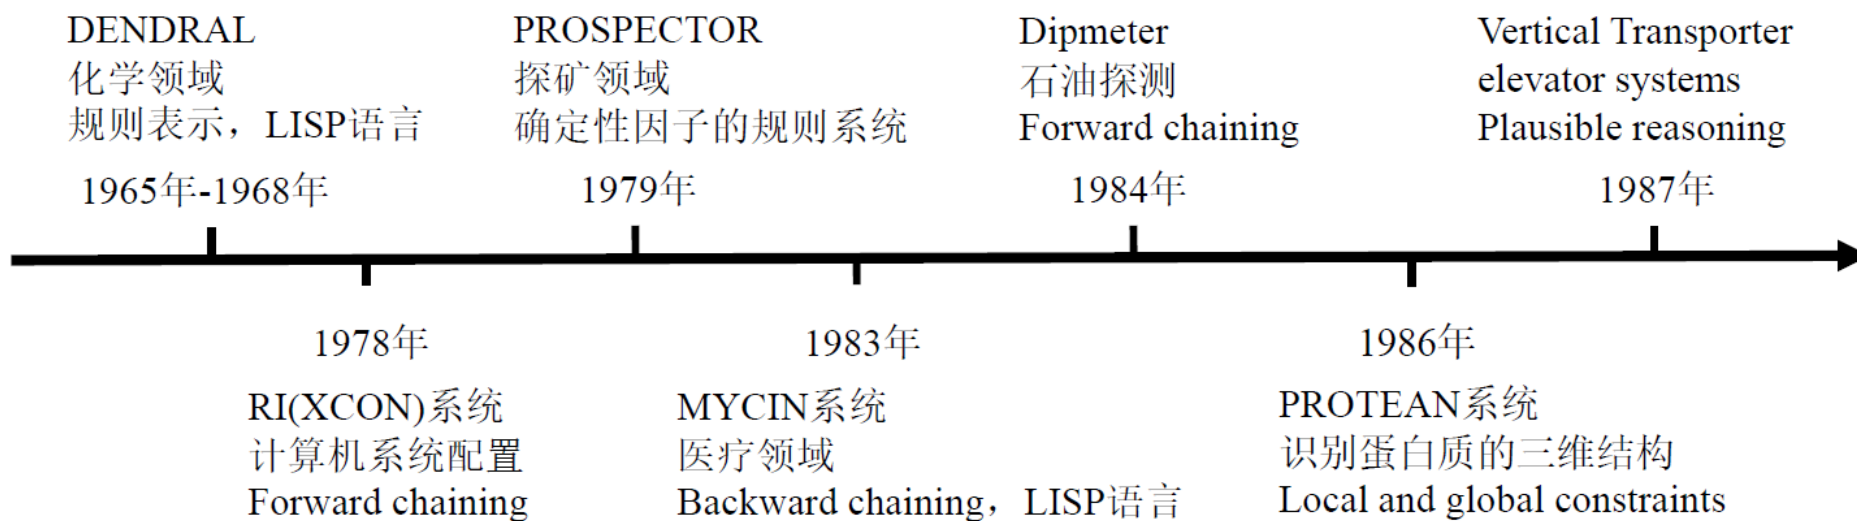 DENDRAL
化学领域
规则表示，LISP语言
1965年-1968年
PROSPECTOR
探矿领域
确定性因子的规则系统
1979年
Dipmeter
石油探测
Forward chaining
1984年
Vertical Transporter
elevator systems
Plausible reasoning
1987年
1978年
RI(XCON)系统
计算机系统配置
Forward chaining
1983年
MYCIN系统
医疗领域
Backward chaining，LISP语言
1986年
PROTEAN系统
识别蛋白质的三维结构
Local and global constraints